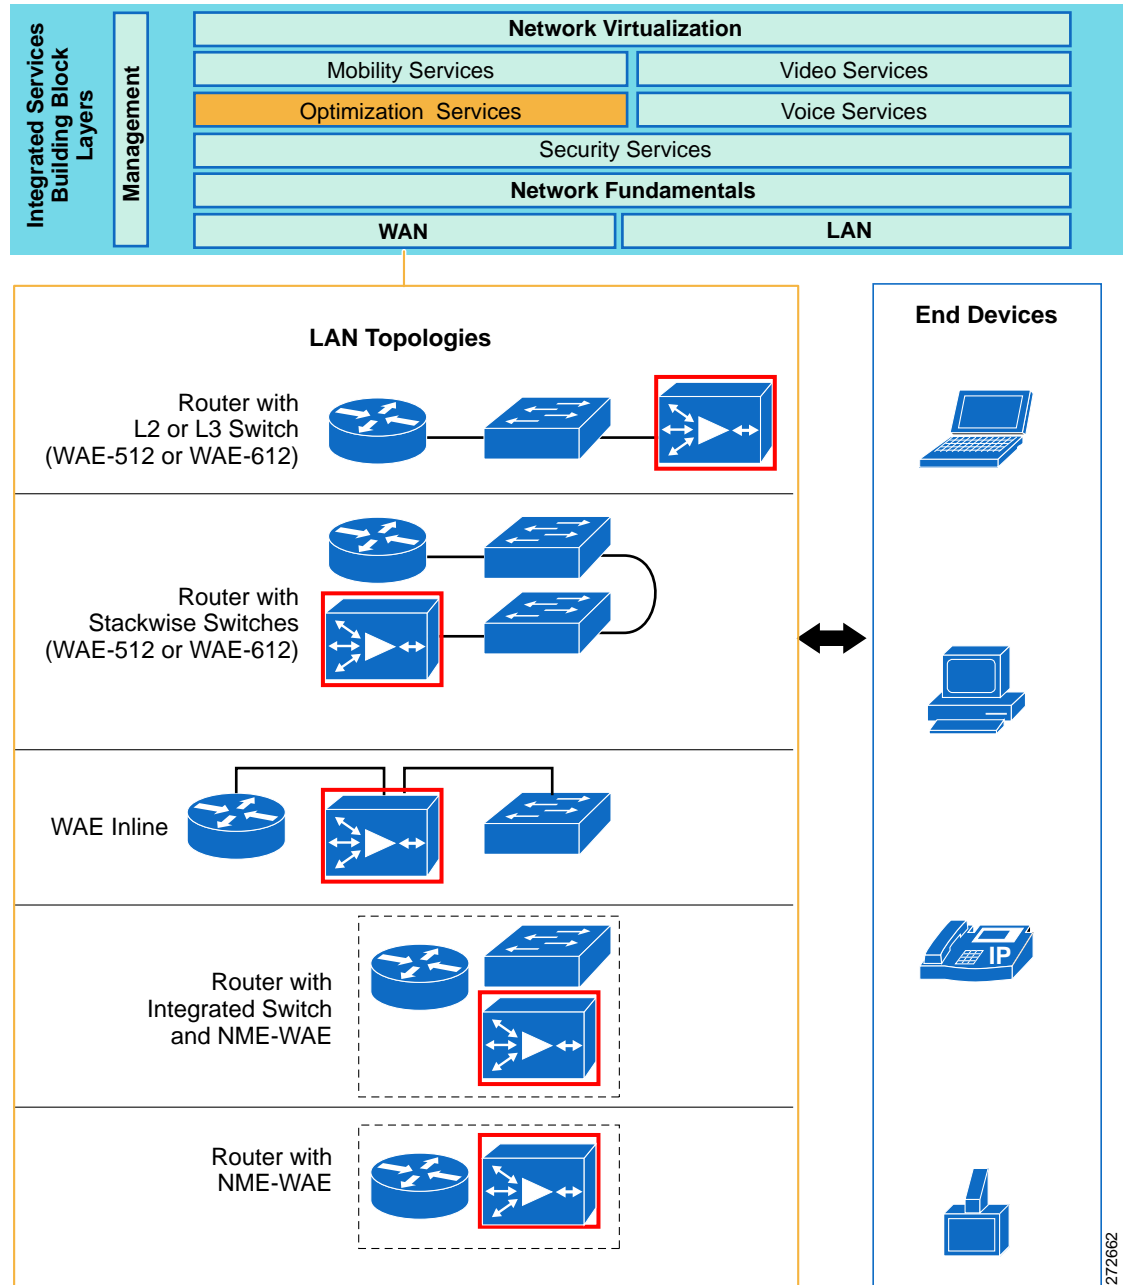 Integrated Services
Building Block
Layers
Management
Network Virtualization
Mobility Services
Video Services
Optimization Services
Voice Services
Security Services
Network Fundamentals
WAN
LAN
LAN Topologies
Router with
L2 or L3 Switch
(WAE-512 or WAE-612)
Router with
Stackwise Switches
(WAE-512 or WAE-612)
WAE Inline
Router with
Integrated Switch
and NME-WAE
Router with
NME-WAE
End Devices
IP
272662